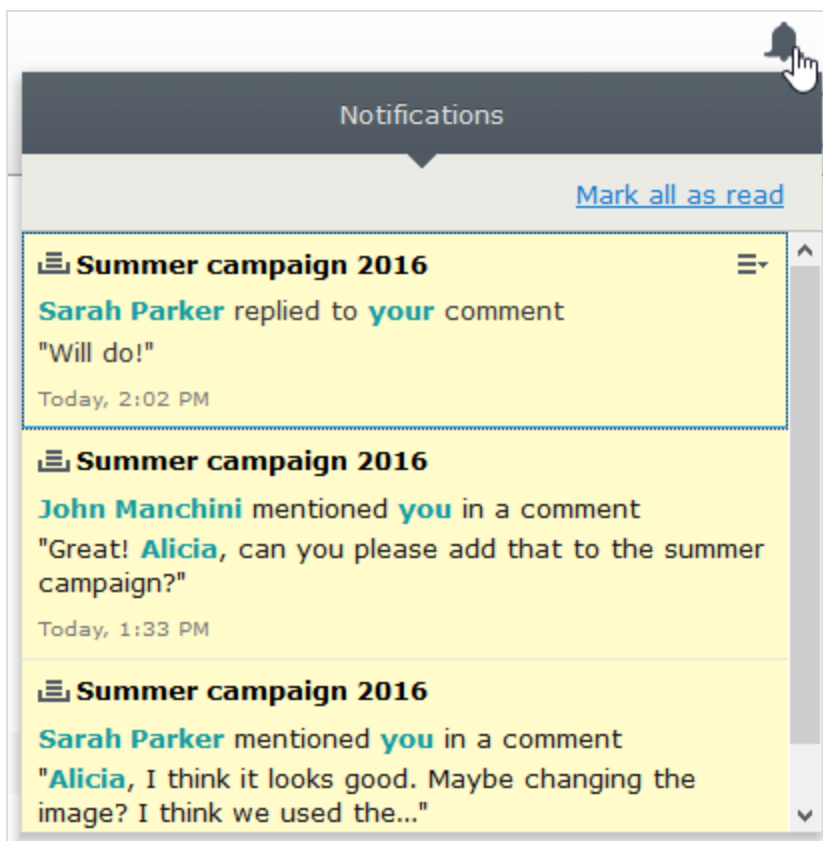 Notifications
Mark all as read
Summer campaign 2016
Sarah Parker replied to your comment
"Will do!"
Today, 2:02 PM
Summer campaign 2016
John Manchini mentioned you in a comment
"Great! Alicia, can you please add that to the summer
campaign?"
Today, 1:33 PM
Summer campaign 2016
Sarah Parker mentioned you in a comment
"Alicia, I think it looks good. Maybe changing the
image? I think we used the..."